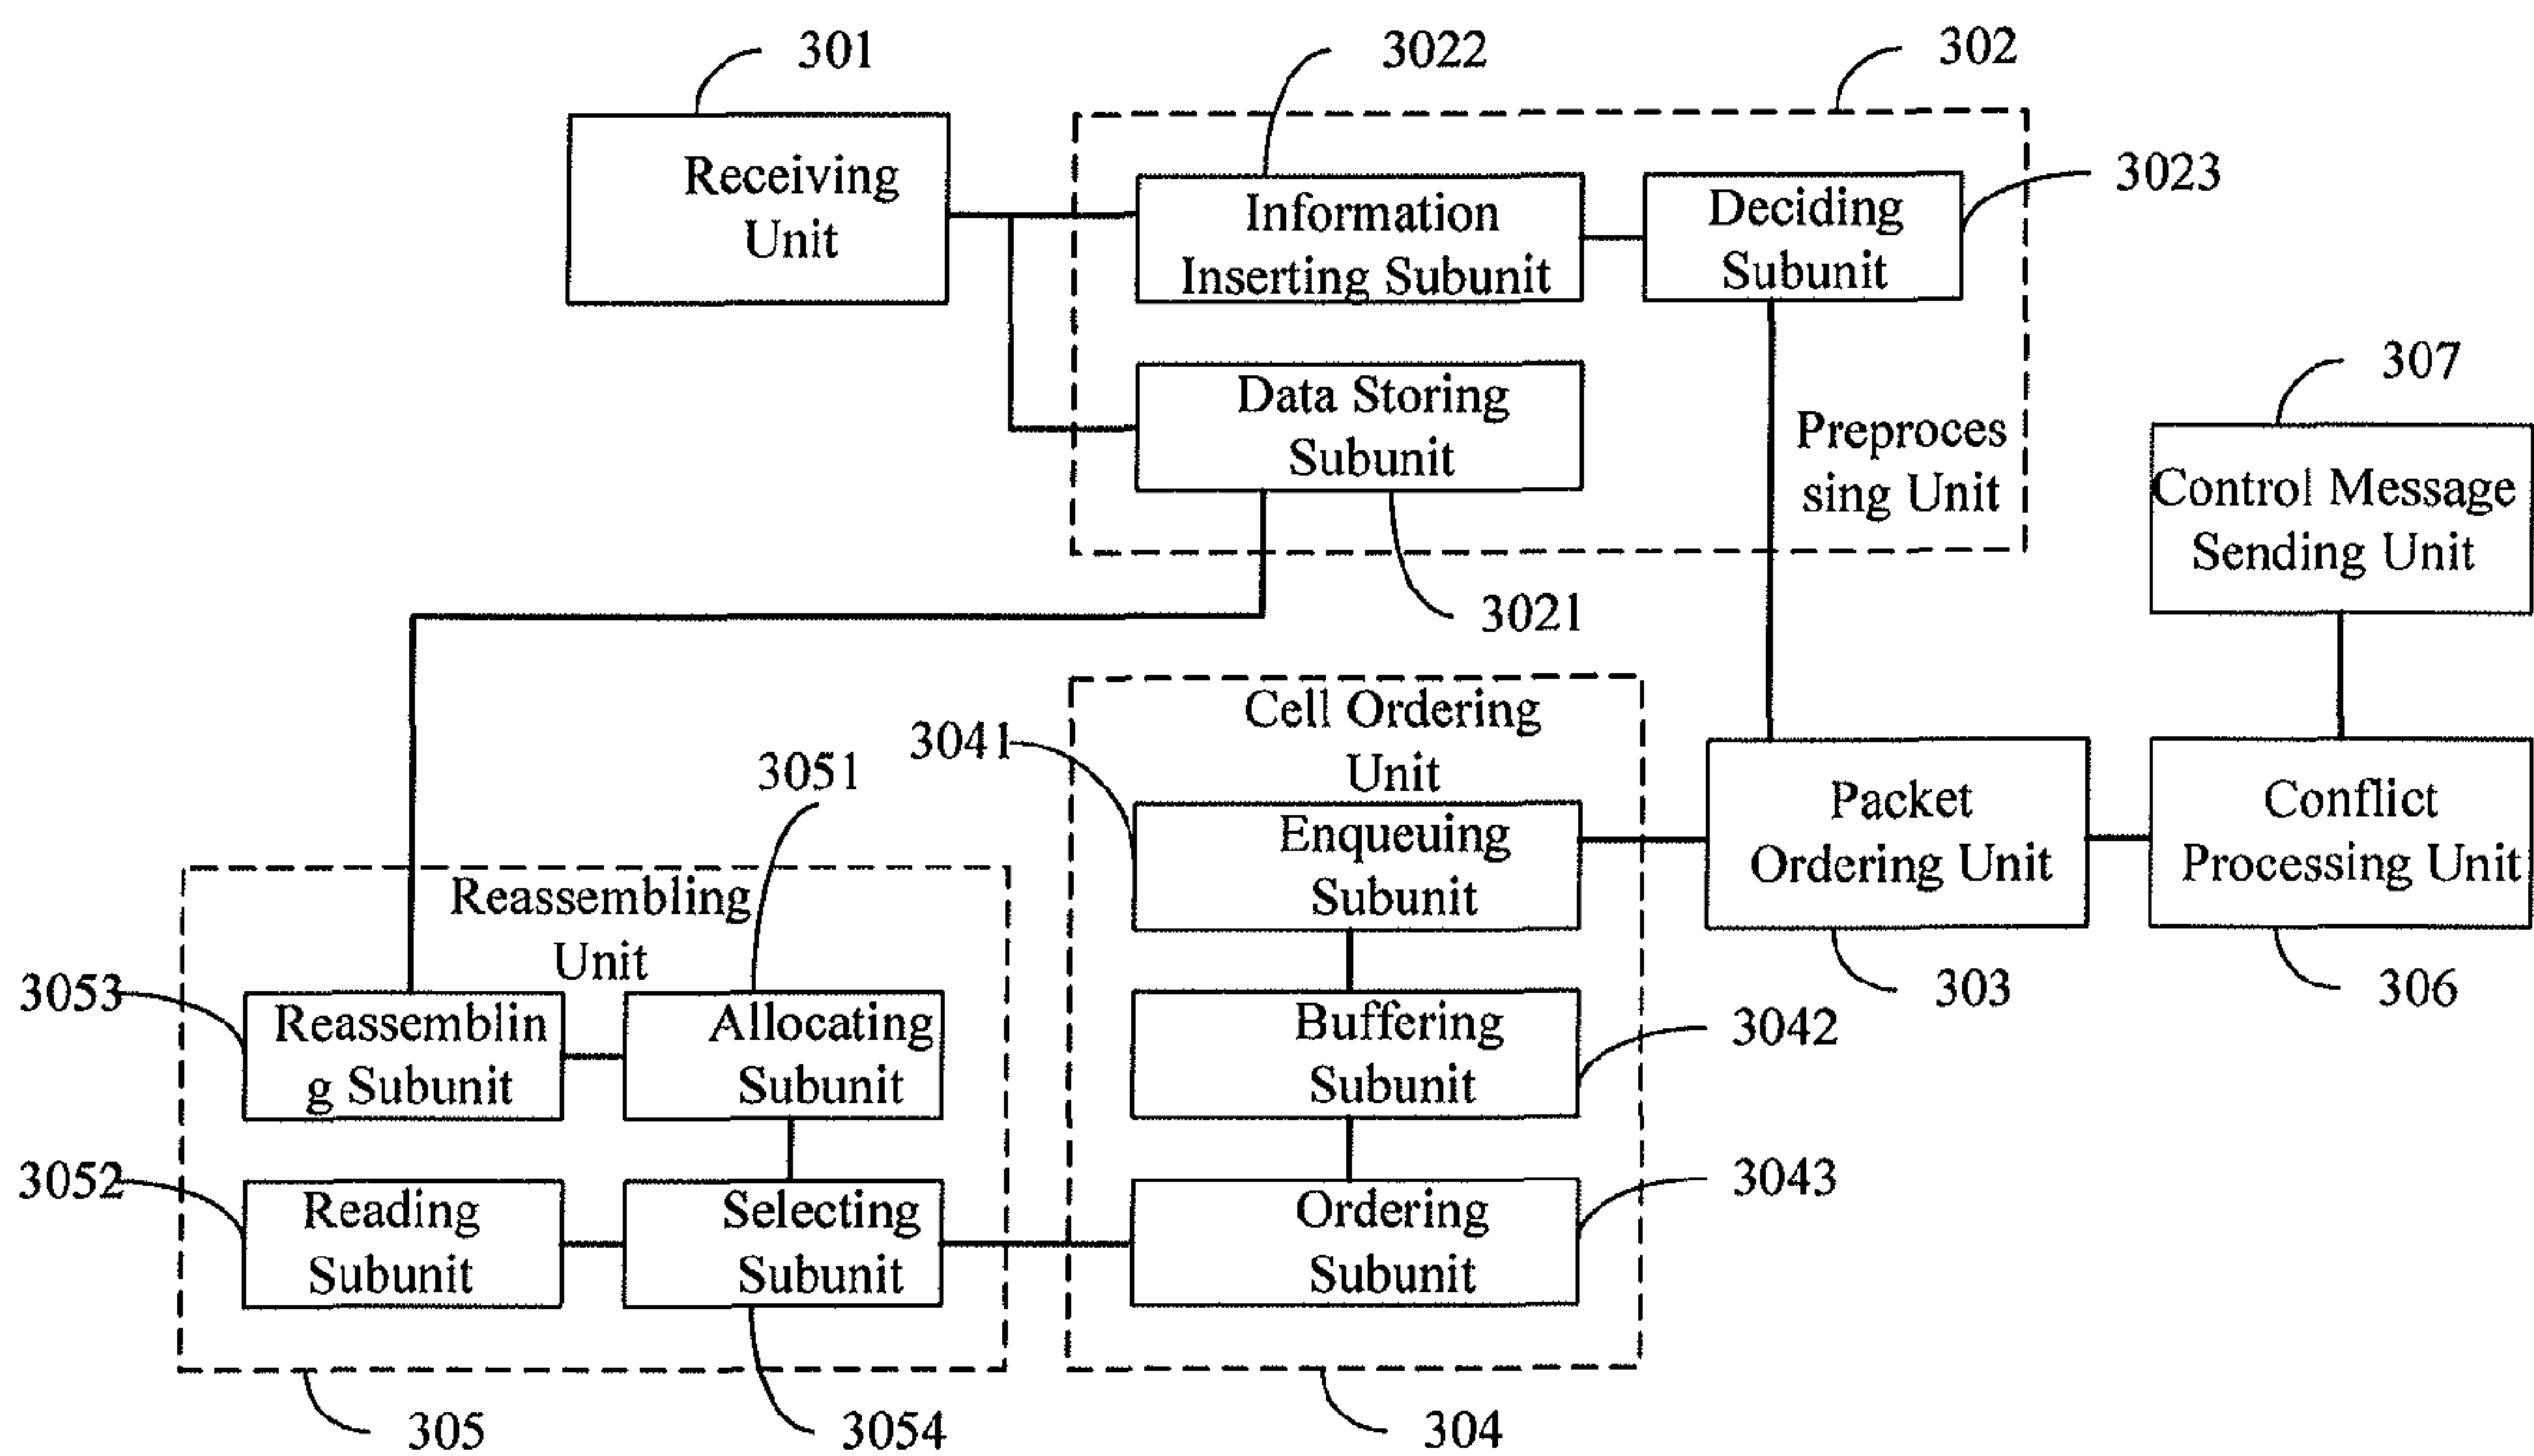 301
3022
302
Receiving
Unit
Information
Inserting Subunit
Deciding
Subunit
3023
Data Storing
Subunit
Preproces
sing Unit
307
Control Message
Sending Unit
3021
Cell Ordering
Unit
3041
3051
Enqueuing
Subunit
Packet
Ordering Unit
Conflict
Processing Unit
Reassembling
Unit
3053
Reassemblin
g Subunit
Allocating
Subunit
Buffering
Subunit
3042
303
306
3052
Reading
Subunit
Selecting
Subunit
Ordering
Subunit
3043
305
3054
304